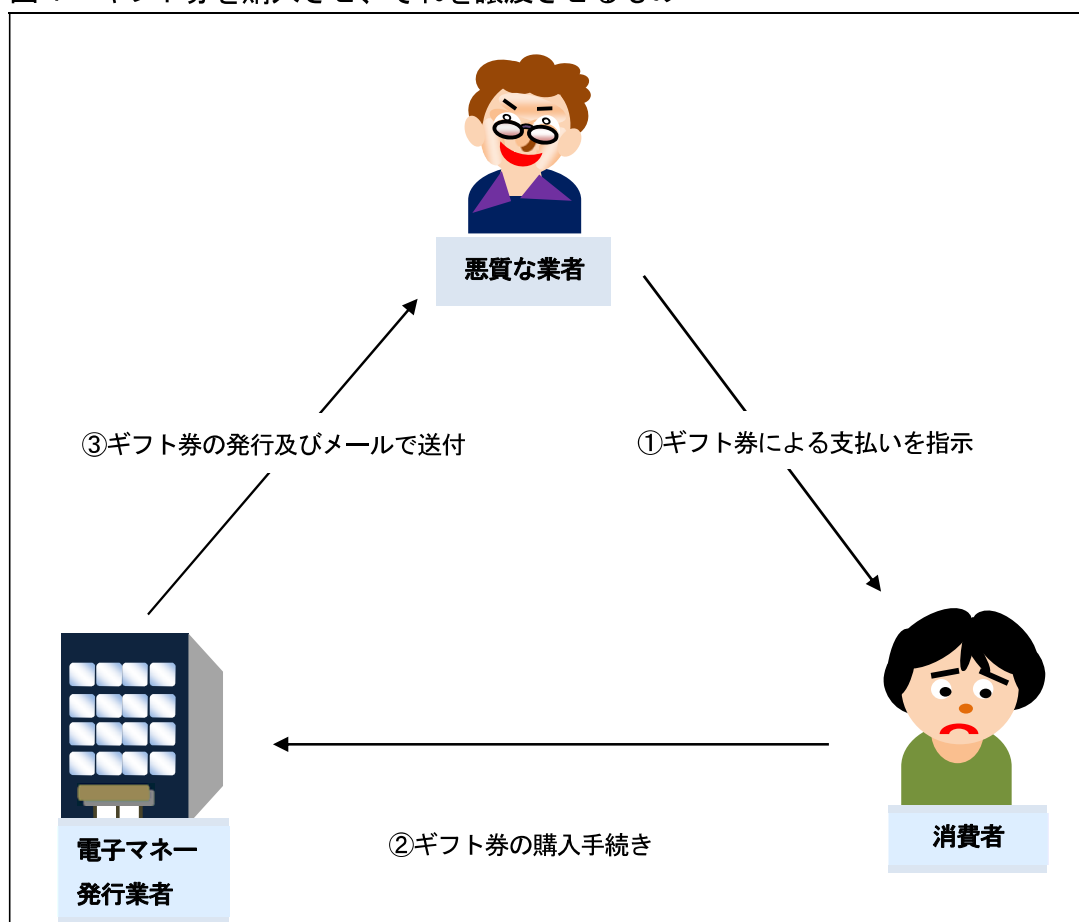 悪質な業者
③ギフト券の発行及びメールで送付
①ギフト券による支払いを指示
②ギフト券の購入手続き
電子マネー
発行業者
消費者